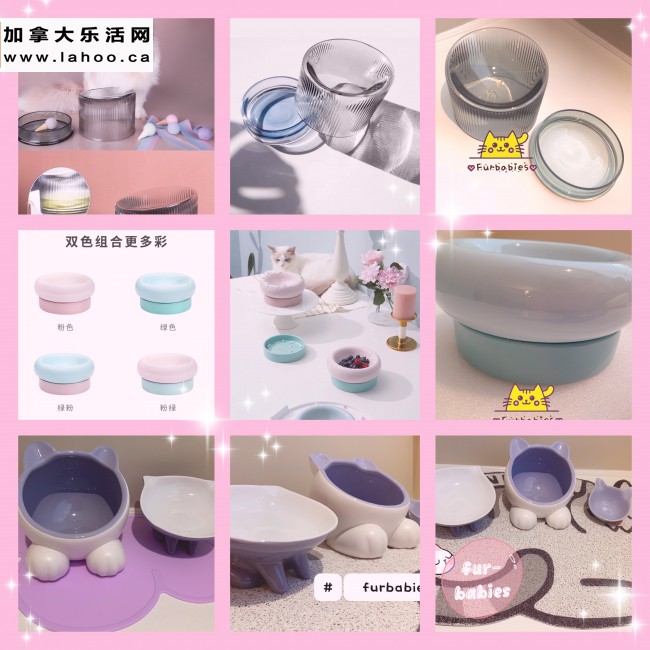 加拿大乐活网
www.lahoo.ca
Furbabies
双色组合更多彩
粉色
绿色
绿粉
粉绿
Furbabies
# furbabie
fur-
babies